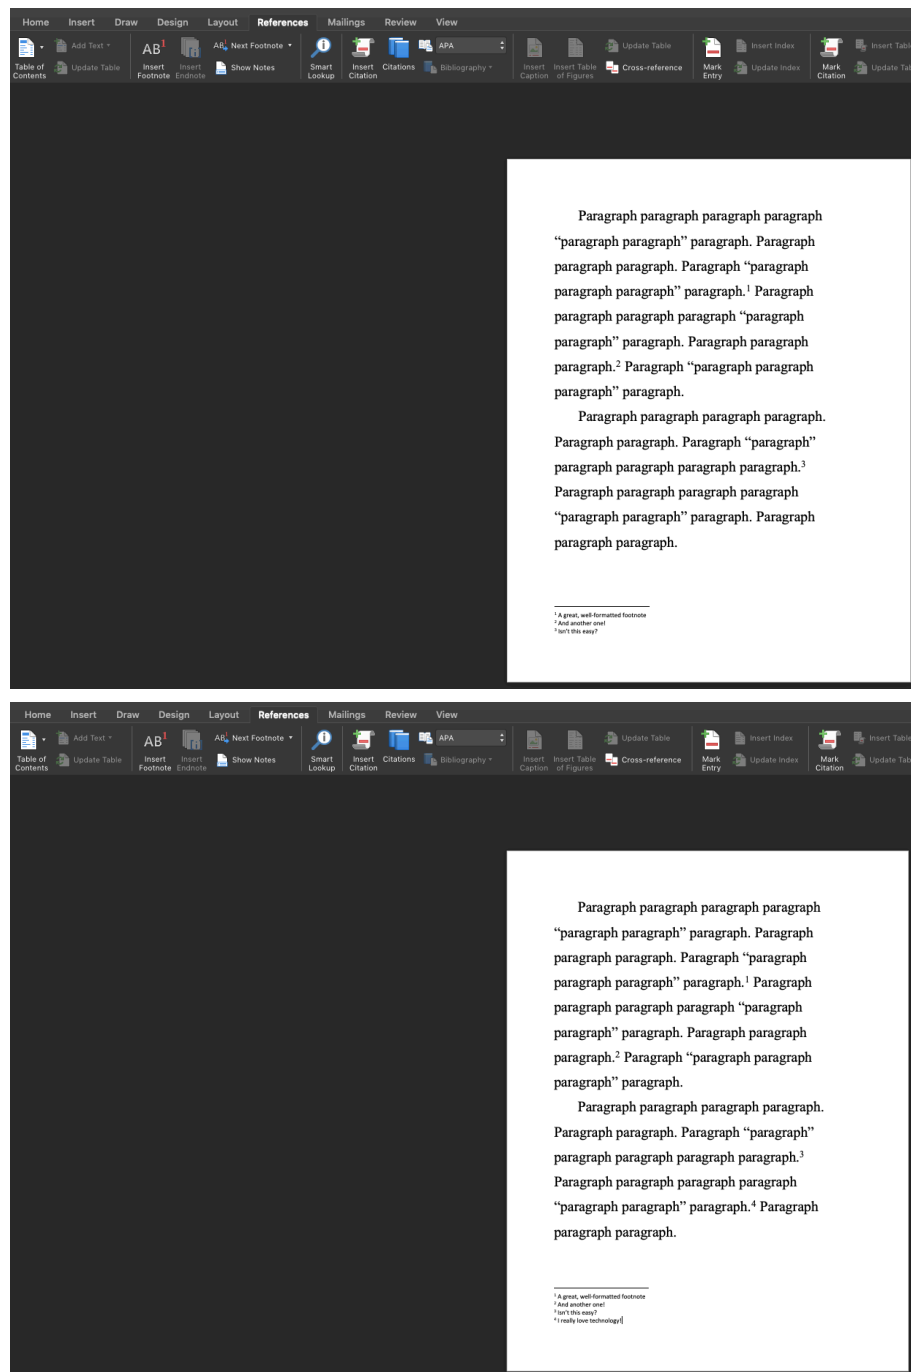 Home Insert Draw Design Layout References Mailings Review View
Add Text AB1 AB1 Next Footnote APA Update Table Insert Index Insert Tabl
Table of Contents Update Table Insert Footnote Insert Endnote Show Notes Smart Lookup Insert Citation Citations Bibliography Insert Caption Insert Table of Figures Cross-reference Mark Entry Update Index Mark Citation Update Tab
Paragraph paragraph paragraph paragraph
“paragraph paragraph” paragraph. Paragraph
paragraph paragraph. Paragraph “paragraph
paragraph paragraph” paragraph.1 Paragraph
paragraph paragraph paragraph “paragraph
paragraph” paragraph. Paragraph paragraph
paragraph.2 Paragraph “paragraph paragraph
paragraph” paragraph.
Paragraph paragraph paragraph paragraph.
Paragraph paragraph. Paragraph “paragraph”
paragraph paragraph paragraph paragraph.3
Paragraph paragraph paragraph paragraph
“paragraph paragraph” paragraph. Paragraph
paragraph paragraph.
1 A great, well-formatted footnote
2 And another one!
3 Isn't this easy?
Home Insert Draw Design Layout References Mailings Review View
Add Text AB1 AB1 Next Footnote APA Update Table Insert Index Insert Table
Table of Contents Update Table Insert Footnote Insert Endnote Show Notes Smart Lookup Insert Citation Citations Bibliography Insert Caption Insert Table of Figures Cross-reference Mark Entry Update Index Mark Citation Update Tab
Paragraph paragraph paragraph paragraph
“paragraph paragraph” paragraph. Paragraph
paragraph paragraph. Paragraph “paragraph
paragraph paragraph” paragraph.1 Paragraph
paragraph paragraph paragraph “paragraph
paragraph” paragraph. Paragraph paragraph
paragraph.2 Paragraph “paragraph paragraph
paragraph” paragraph.
Paragraph paragraph paragraph paragraph.
Paragraph paragraph. Paragraph “paragraph”
paragraph paragraph paragraph paragraph.3
Paragraph paragraph paragraph paragraph
“paragraph paragraph” paragraph.4 Paragraph
paragraph paragraph.
1 A great, well-formatted footnote
2 And another one!
3 Isn't this easy?
4 I really love technology!